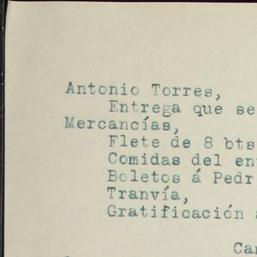 Antonio Torres,
Entrega que se
Mercancías,
Flete de 8 bts
Comidas del en
Boletos á Pedr
Tranvía,
Gratificación
Ca